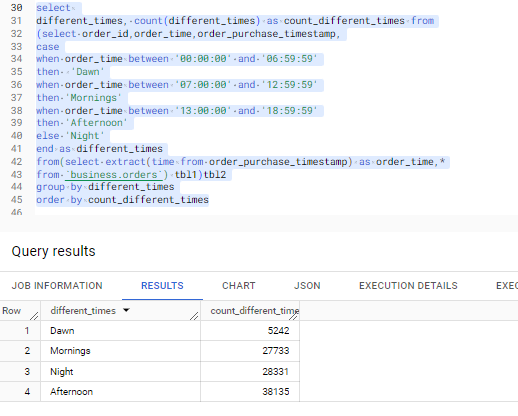 30 select
31 different_times, count(different_times) as count_different_times from
32 (select order_id,order_time,order_purchase_timestamp,
33 case
34 when order_time between '00:00:00' and '06:59:59'
35 then 'Dawn'
36 when order_time between '07:00:00' and '12:59:59'
37 then 'Mornings'
38 when order_time between '13:00:00' and '18:59:59'
39 then 'Afternoon'
40 else 'Night'
41 end as different_times
42 from(select extract(time from order_purchase_timestamp) as order_time,*
43 from `business.orders`) tbl1)tbl2
44 group by different_times
45 order by count_different_times
46
Query results
JOB INFORMATION RESULTS CHART JSON EXECUTION DETAILS EXEC
Row different_times count_different_time
1 Dawn 5242
2 Mornings 27733
3 Night 28331
4 Afternoon 38135